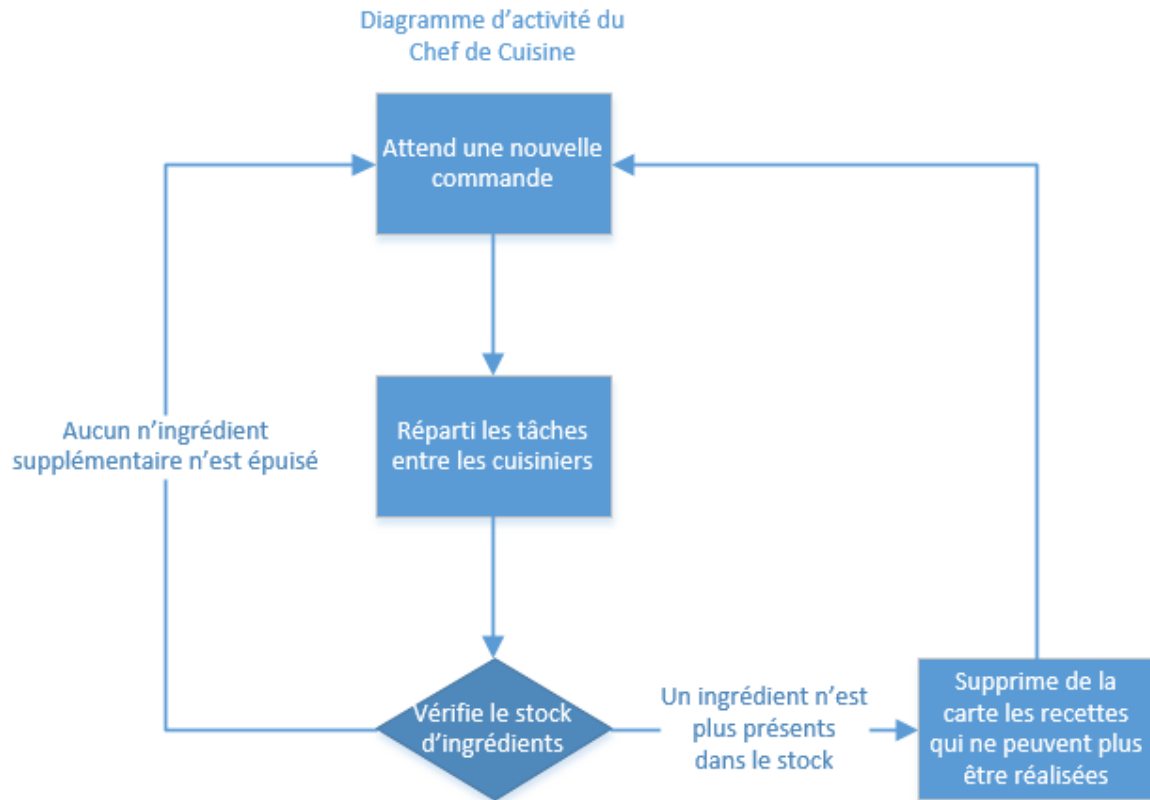 Diagramme d’activité du
Chef de Cuisine
Attend une nouvelle
commande
Réparti les tâches
entre les cuisiniers
Aucun n’ingrédient
supplémentaire n’est épuisé
Vérifie le stock
d’ingrédients
Un ingrédient n’est
plus présents
dans le stock
Supprime de la
carte les recettes
qui ne peuvent plus
être réalisées